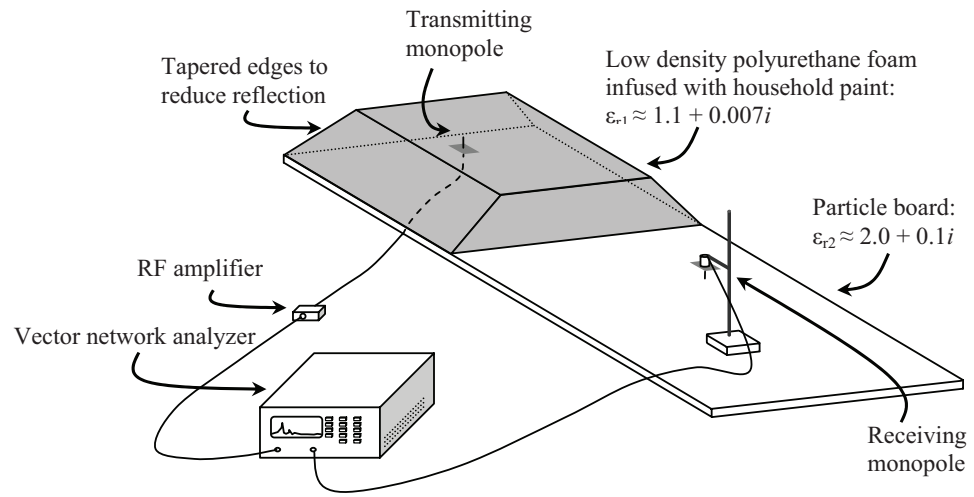 Transmitting
monopole
Tapered edges to
reduce reflection
Low density polyurethane foam
infused with household paint:
εr1 ≈ 1.1 + 0.007i
Particle board:
εr2 ≈ 2.0 + 0.1i
RF amplifier
Vector network analyzer
Receiving
monopole